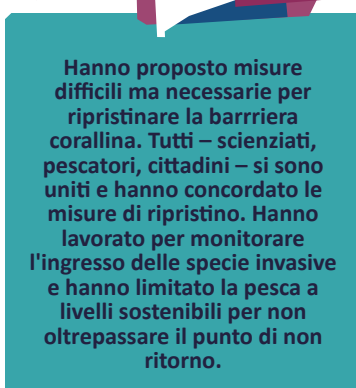 Hanno proposto misure
difficili ma necessarie per
ripristinare la barrriera
corallina. Tutti – scienziati,
pescatori, cittadini – si sono
uniti e hanno concordato le
misure di ripristino. Hanno
lavorato per monitorare
l'ingresso delle specie invasive
e hanno limitato la pesca a
livelli sostenibili per non
oltrepassare il punto di non
ritorno.